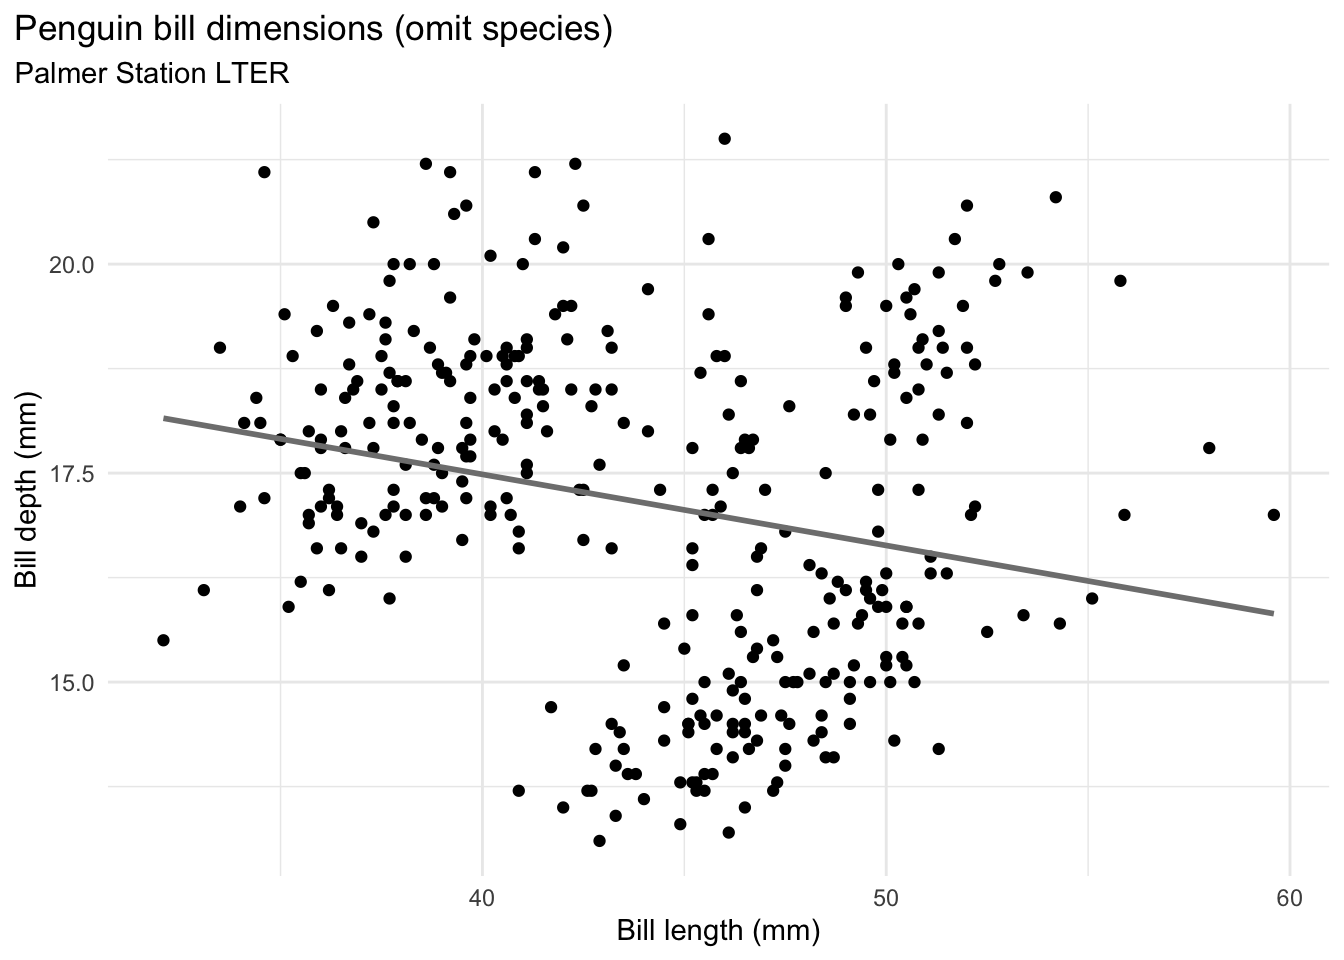 Penguin bill dimensions (omit species)
Palmer Station LTER
Bill depth (mm)
20.0
17.5
15.0
40
50
60
Bill length (mm)